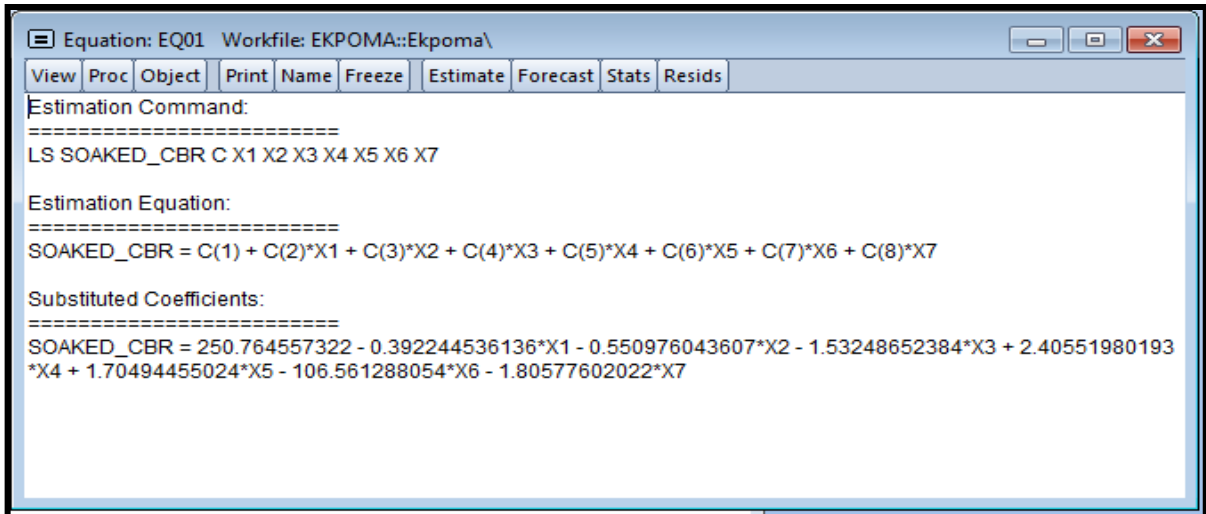 Equation: EQ01 Workfile: EKPOMA::Ekpoma\
View Proc Object Print Name Freeze Estimate Forecast Stats Resids
Estimation Command:
=========================
LS SOAKED_CBR C X1 X2 X3 X4 X5 X6 X7
Estimation Equation:
=========================
SOAKED_CBR = C(1) + C(2)*X1 + C(3)*X2 + C(4)*X3 + C(5)*X4 + C(6)*X5 + C(7)*X6 + C(8)*X7
Substituted Coefficients:
=========================
SOAKED_CBR = 250.764557322 - 0.392244536136*X1 - 0.550976043607*X2 - 1.53248652384*X3 + 2.40551980193
*X4 + 1.70494455024*X5 - 106.561288054*X6 - 1.80577602022*X7